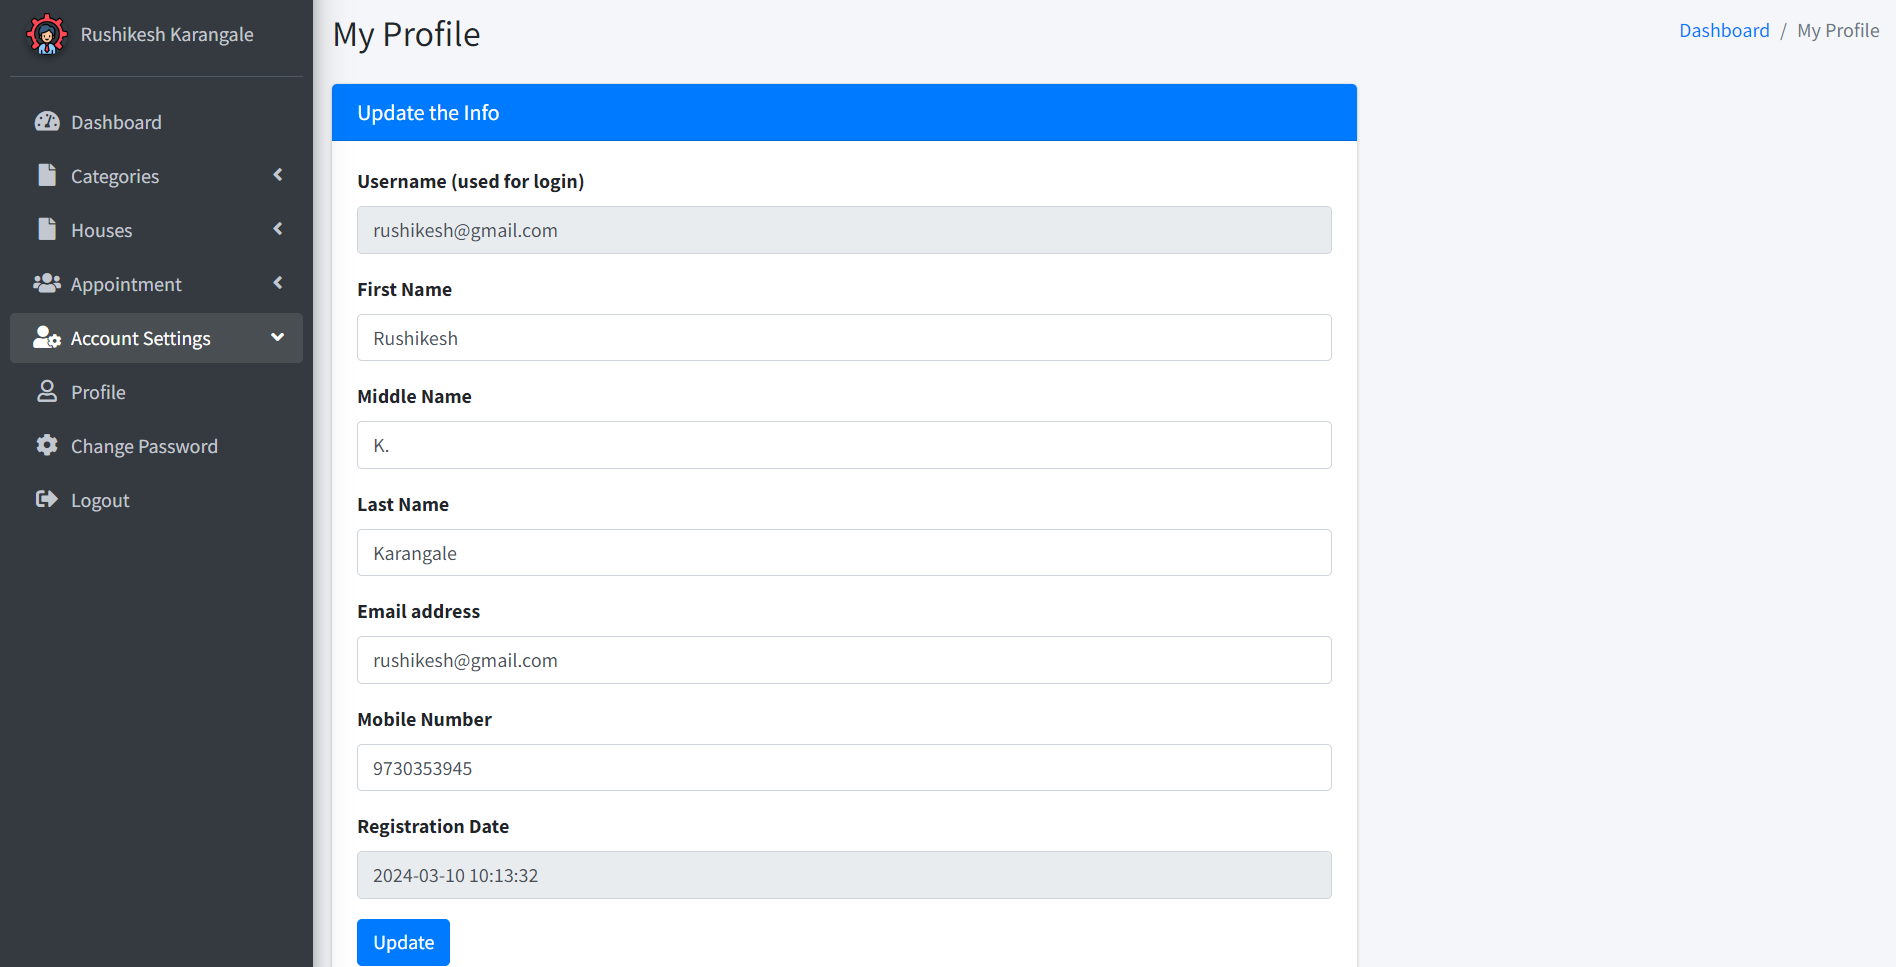 Rushikesh Karangale
Dashboard
Categories
Houses
Appointment
Account Settings
Profile
Change Password
Logout
My Profile
Dashboard / My Profile
Update the Info
Username (used for login)
rushikesh@gmail.com
First Name
Rushikesh
Middle Name
K.
Last Name
Karangale
Email address
rushikesh@gmail.com
Mobile Number
9730353945
Registration Date
2024-03-10 10:13:32
Update